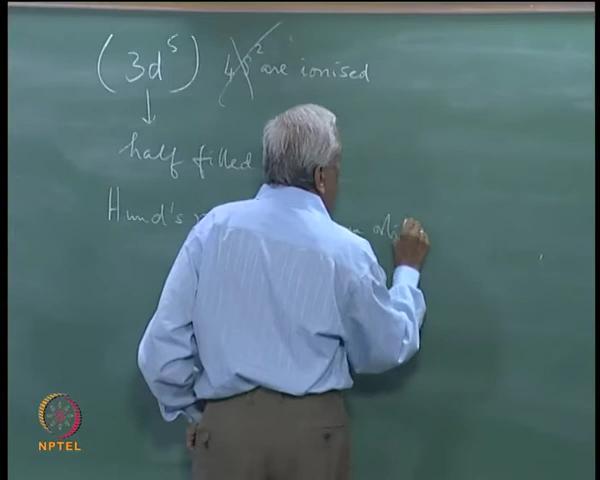 (3d⁵) 4s² are ionised
half filled
Hund's
NPTEL